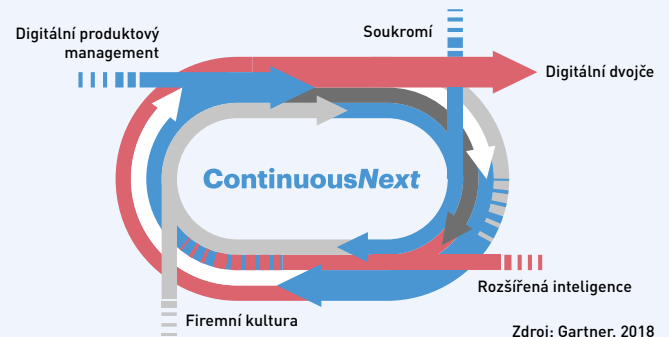 Digitální produktový
management
Soukromí
Digitální dvojče
ContinuousNext
Rozšířená inteligence
Firemní kultura
Zdroj: Gartner, 2018